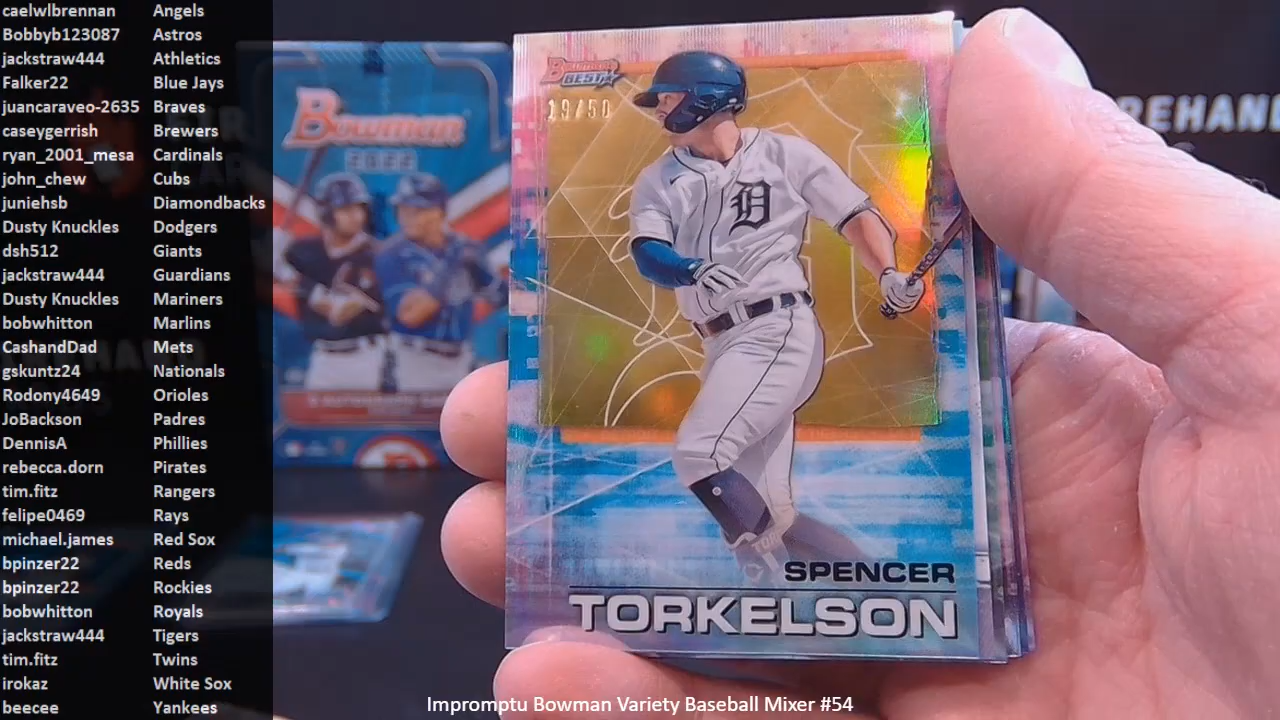 caelwlbrennan Angels
Bobbyb123087 Astros
jackstraw444 Athletics
Falker22 Blue Jays
juancaraveo-2635 Braves
caseygerrish Brewers
ryan_2001_mesa Cardinals
john_chew Cubs
juniehsb Diamondbacks
Dusty Knuckles Dodgers
dsh512 Giants
jackstraw444 Guardians
Dusty Knuckles Mariners
bobwhitton Marlins
CashandDad Mets
gskuntz24 Nationals
Rodony4649 Orioles
JoBackson Padres
DennisA Phillies
rebecca.dorn Pirates
tim.fitz Rangers
felipe0469 Rays
michael.james Red Sox
bpinzer22 Reds
bpinzer22 Rockies
bobwhitton Royals
jackstraw444 Tigers
tim.fitz Twins
irokaz White Sox
beecee Yankees
Bowman
2022
REHAND
Bowman's
BEST
19/50
D
SPENCER
TORKELSON
Impromptu Bowman Variety Baseball Mixer #54